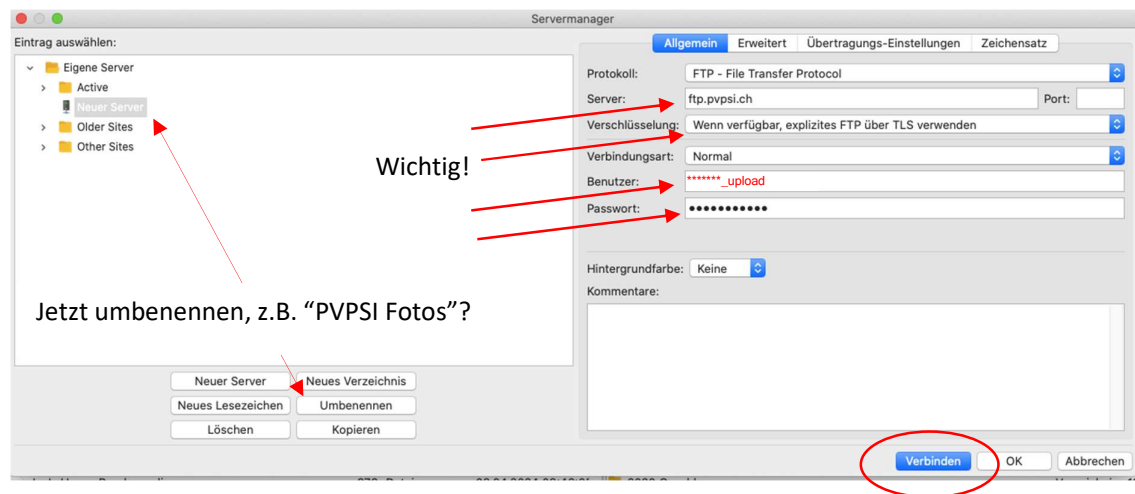 Servermanager
Eintrag auswählen:
Eigene Server
Active
Neuer Server
Older Sites
Other Sites
Wichtig!
Jetzt umbenennen, z.B. “PVPSI Fotos”?
Neuer Server Neues Verzeichnis
Neues Lesezeichen Umbenennen
Löschen Kopieren
Allgemein Erweitert Übertragungs-Einstellungen Zeichensatz
Protokoll: FTP - File Transfer Protocol
Server: ftp.pvpsi.ch Port:
Verschlüsselung: Wenn verfügbar, explizites FTP über TLS verwenden
Verbindungsart: Normal
Benutzer: *******_upload
Passwort: •••••••••••
Hintergrundfarbe: Keine
Kommentare:
Verbinden OK Abbrechen